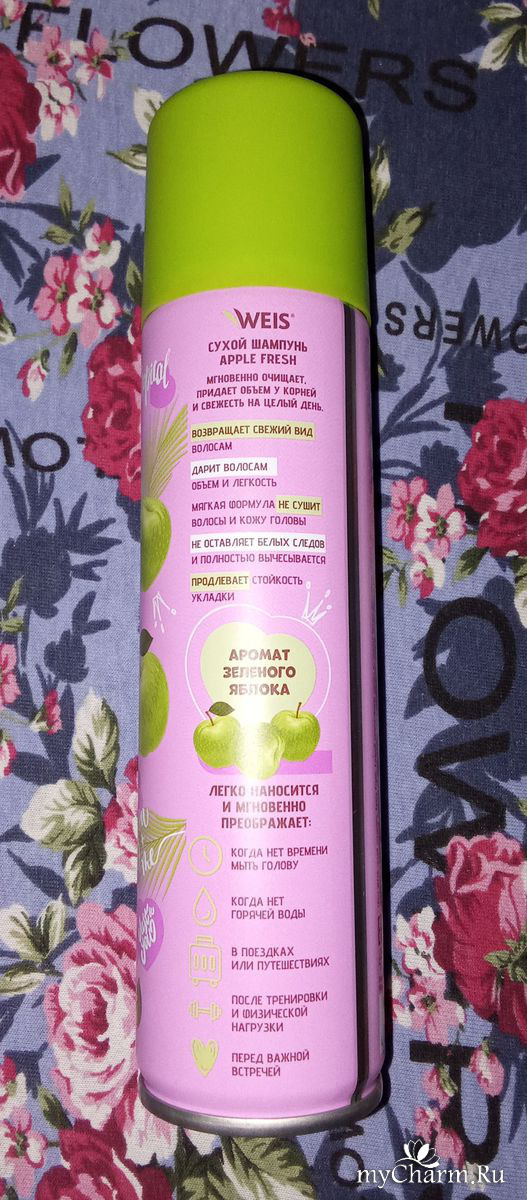 FLOWERS
WEIS®
СУХОЙ ШАМПУНЬ
APPLE FRESH
МГНОВЕННО ОЧИЩАЕТ,
ПРИДАЕТ ОБЪЕМ У КОРНЕЙ
И СВЕЖЕСТЬ НА ЦЕЛЫЙ ДЕНЬ.
ВОЗВРАЩАЕТ СВЕЖИЙ ВИД
ВОЛОСАМ
ДАРИТ ВОЛОСАМ
ОБЪЕМ И ЛЕГКОСТЬ
МЯГКАЯ ФОРМУЛА НЕ СУШИТ
ВОЛОСЫ И КОЖУ ГОЛОВЫ
НЕ ОСТАВЛЯЕТ БЕЛЫХ СЛЕДОВ
И ПОЛНОСТЬЮ ВЫЧЕСЫВАЕТСЯ
ПРОДЛЕВАЕТ СТОЙКОСТЬ
УКЛАДКИ
АРОМАТ
ЗЕЛЕНОГО
ЯБЛОКА
ЛЕГКО НАНОСИТСЯ
И МГНОВЕННО
ПРЕОБРАЖАЕТ:
КОГДА НЕТ ВРЕМЕНИ
МЫТЬ ГОЛОВУ
КОГДА НЕТ
ГОРЯЧЕЙ ВОДЫ
В ПОЕЗДКАХ
ИЛИ ПУТЕШЕСТВИЯХ
ПОСЛЕ ТРЕНИРОВКИ
И ФИЗИЧЕСКОЙ
НАГРУЗКИ
ПЕРЕД ВАЖНОЙ
ВСТРЕЧЕЙ
myCharm.Ru